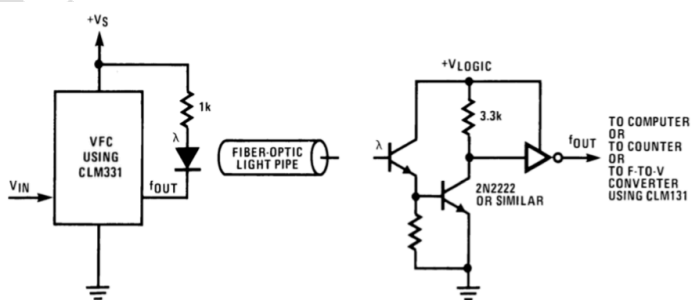 +VS
1k
λ
VFC
USING
CLM331
VIN
fOUT
FIBER-OPTIC
LIGHT PIPE
+VLOGIC
3.3k
λ
2N2222
OR SIMILAR
fOUT
TO COMPUTER
OR
TO COUNTER
OR
TO F-TO-V
CONVERTER
USING CLM131